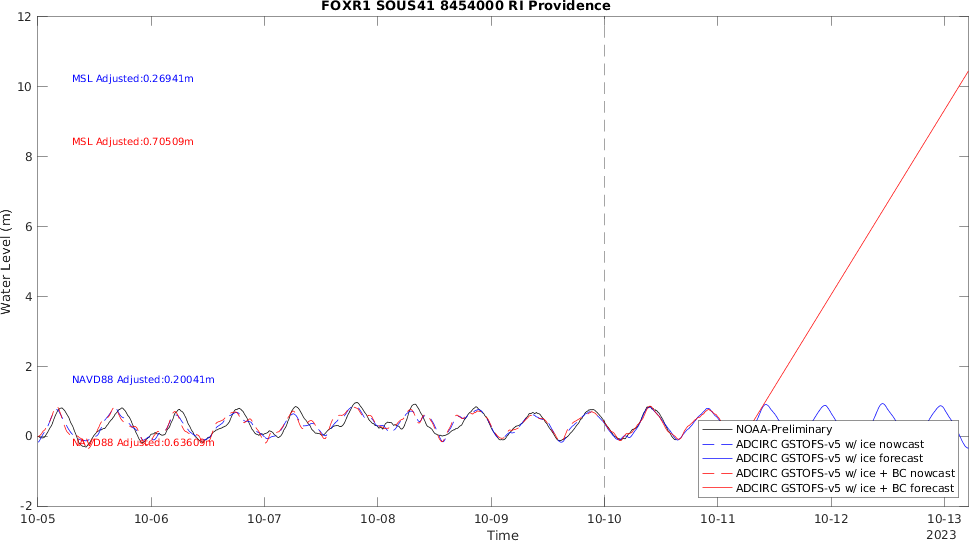 FOXR1 SOUS41 8454000 RI Providence
12
10
8
6
4
2
0
-2
Water Level (m)
MSL Adjusted:0.26941m
MSL Adjusted:0.70509m
NAVD88 Adjusted:0.20041m
NAVD88 Adjusted:0.63609m
NOAA-Preliminary
ADCIRC GSTOFS-v5 w/ ice nowcast
ADCIRC GSTOFS-v5 w/ ice forecast
ADCIRC GSTOFS-v5 w/ ice + BC nowcast
ADCIRC GSTOFS-v5 w/ ice + BC forecast
10-05 10-06 10-07 10-08 10-09 10-10 10-11 10-12 10-13
Time
2023